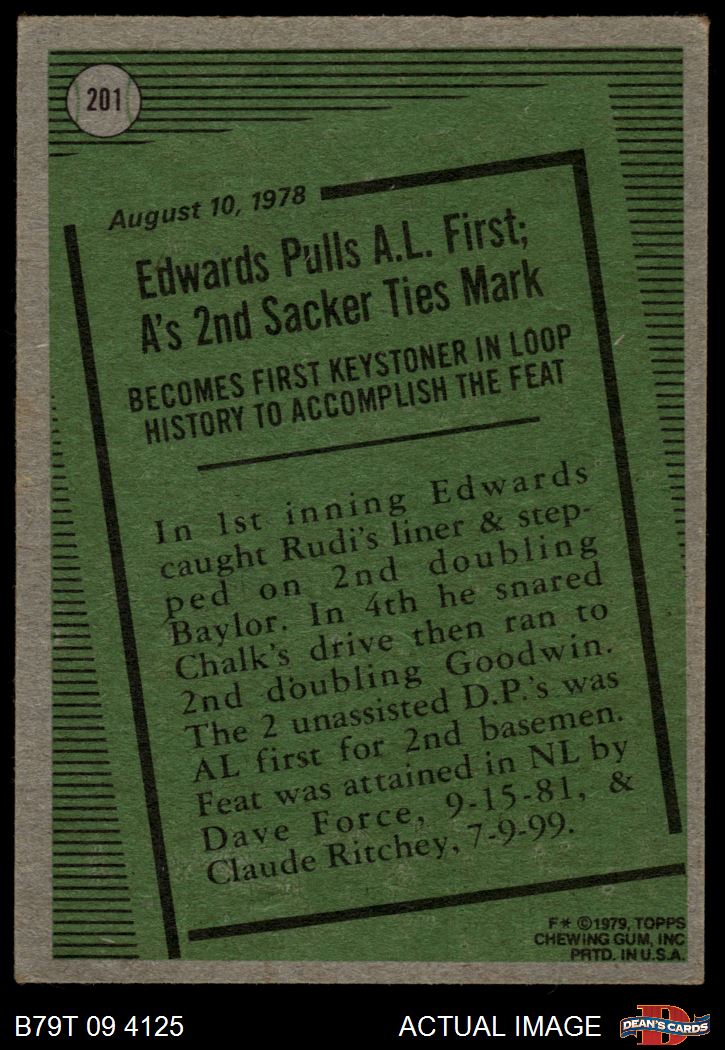 201
August 10, 1978
Edwards Pulls A.L. First;
A's 2nd Sacker Ties Mark
BECOMES FIRST KEYSTONER IN LOOP
HISTORY TO ACCOMPLISH THE FEAT
In 1st inning Edwards
caught Rudi's liner & step-
ped on 2nd doubling
Baylor. In 4th he snared
Chalk's drive then ran to
2nd doubling Goodwin.
The 2 unassisted D.P.'s was
AL first for 2nd basemen.
Feat was attained in NL by
Dave Force, 9-15-81, &
Claude Ritchey, 7-9-99.
F* ©1979, TOPPS
CHEWING GUM, INC
PRTD. IN U.S.A.
B79T 09 4125
ACTUAL IMAGE
D
DEAN'S CARDS